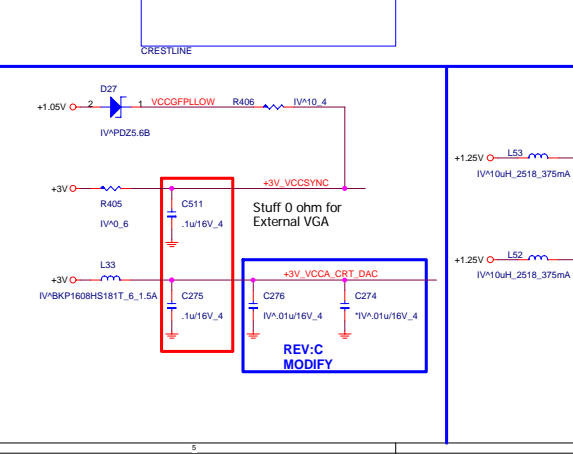 CRESTLINE
D27
+1.05V 2 1 VCCGFPLLOW R406 IV^10_4
IV^PDZ5.6B
+3V +3V_VCCSYNC
R405
IV^0_6
C511
.1u/16V_4
Stuff 0 ohm for
External VGA
L33
+3V +3V_VCCA_CRT_DAC
IV^BKP1608HS181T_6_1.5A
C275
.1u/16V_4
C276
IV^.01u/16V_4
C274
*IV^.01u/16V_4
REV:C
MODIFY
+1.25V L53
IV^10uH_2518_375mA
+1.25V L52
IV^10uH_2518_375mA
5